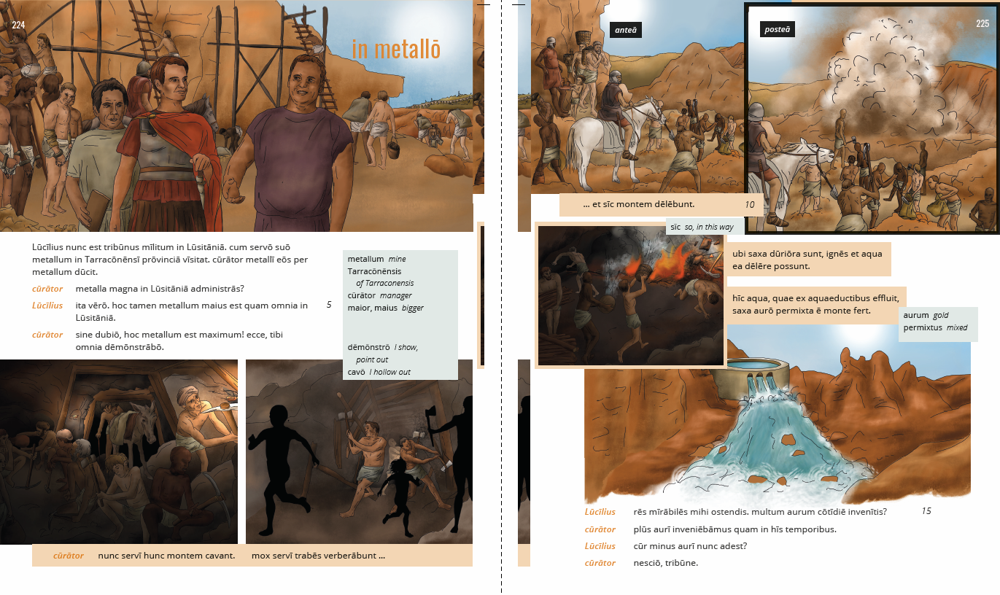 224
in metallō
Lūcīlius nunc est tribūnus mīlitum in Lūsitāniā. cum servō suō
metallum in Tarracōnēnsī prōvinciā vīsitat. cūrātor metallī eōs per
metallum dūcit.
cūrātor metalla magna in Lūsitāniā administrās?
Lūcīlius ita vērō. hoc tamen metallum maius est quam omnia in 5
Lūsitāniā.
cūrātor sine dubiō, hoc metallum est maximum! ecce, tibi
omnia dēmōnstrābō.
metallum mine
Tarracōnēnsis
of Tarraconensis
cūrātor manager
maior, maius bigger
dēmōnstrō I show,
point out
cavō I hollow out
cūrātor nunc servī hunc montem cavant. mox servī trabēs verberābunt ...
anteā
posteā
225
... et sīc montem dēlēbunt. 10
sīc so, in this way
ubi saxa dūriōra sunt, ignēs et aqua
ea dēlēre possunt.
hīc aqua, quae ex aquaeductibus effluit,
saxa aurō permixta ē monte fert.
aurum gold
permixtus mixed
Lūcīlius rēs mīrābilēs mihi ostendis. multum aurum cōtīdiē invenītis? 15
cūrātor plūs aurī inveniēbāmus quam in hīs temporibus.
Lūcīlius cūr minus aurī nunc adest?
cūrātor nesciō, tribūne.